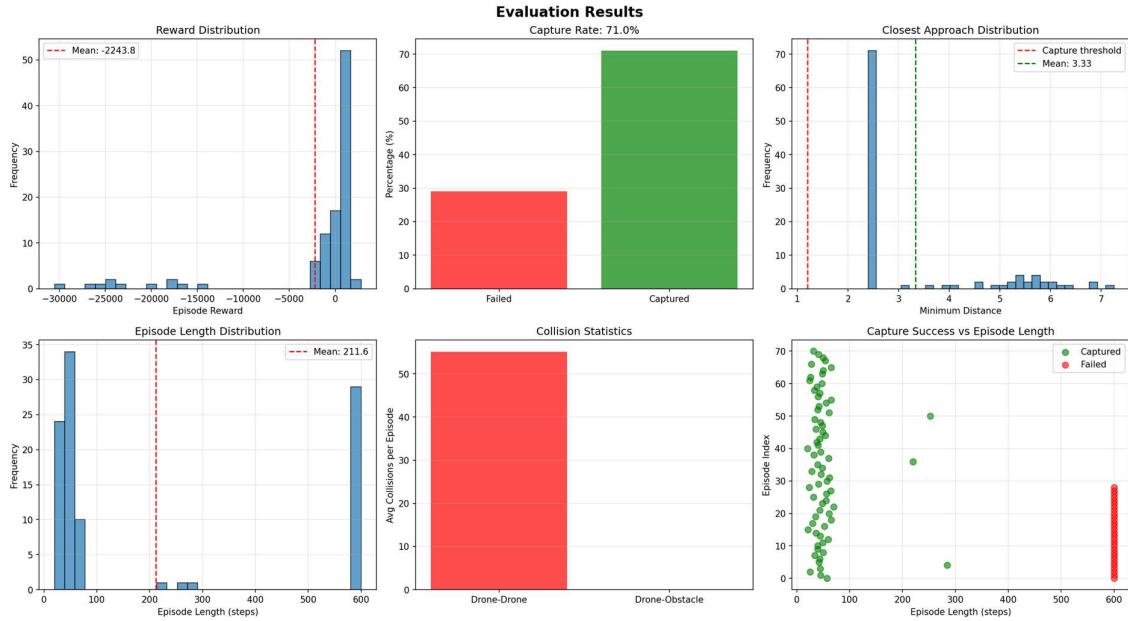 Evaluation Results
Reward Distribution
Mean: -2243.8
Frequency
50
40
30
20
10
0
−30000 −25000 −20000 −15000 −10000 −5000 0
Episode Reward
Capture Rate: 71.0%
Percentage (%)
70
60
50
40
30
20
10
0
Failed Captured
Closest Approach Distribution
Capture threshold
Mean: 3.33
Frequency
70
60
50
40
30
20
10
0
1 2 3 4 5 6 7
Minimum Distance
Episode Length Distribution
Mean: 211.6
Frequency
35
30
25
20
15
10
5
0
0 100 200 300 400 500 600
Episode Length (steps)
Collision Statistics
Avg Collisions per Episode
50
40
30
20
10
0
Drone-Drone Drone-Obstacle
Capture Success vs Episode Length
Captured
Failed
Episode Index
70
60
50
40
30
20
10
0
0 100 200 300 400 500 600
Episode Length (steps)